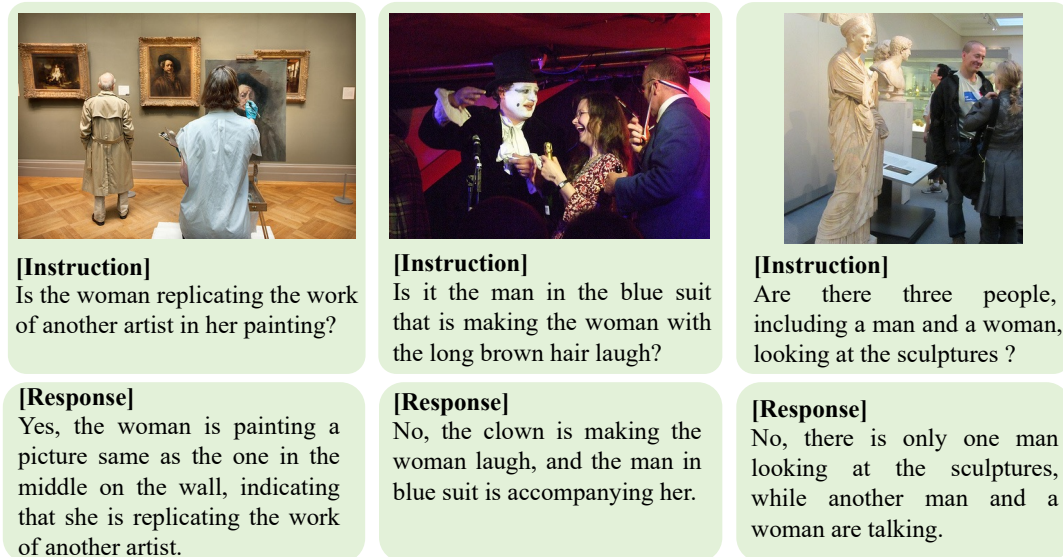 [Instruction]
Is the woman replicating the work
of another artist in her painting?
[Response]
Yes, the woman is painting a
picture same as the one in the
middle on the wall, indicating
that she is replicating the work
of another artist.
[Instruction]
Is it the man in the blue suit
that is making the woman with
the long brown hair laugh?
[Response]
No, the clown is making the
woman laugh, and the man in
blue suit is accompanying her.
[Instruction]
Are there three people,
including a man and a woman,
looking at the sculptures ?
[Response]
No, there is only one man
looking at the sculptures,
while another man and a
woman are talking.